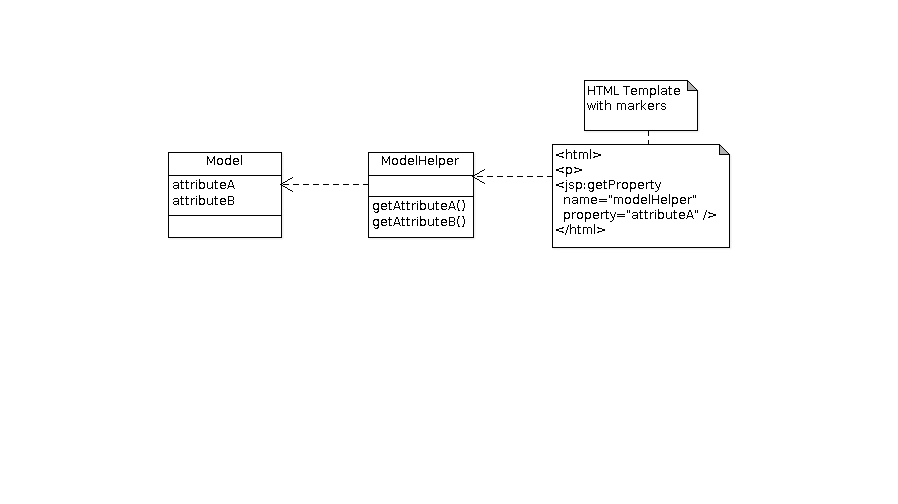 HTML Template
with markers
Model
attributeA
attributeB
ModelHelper
getAttributeA()
getAttributeB()
<html>
<p>
<jsp:getProperty
name="modelHelper"
property="attributeA" />
</html>